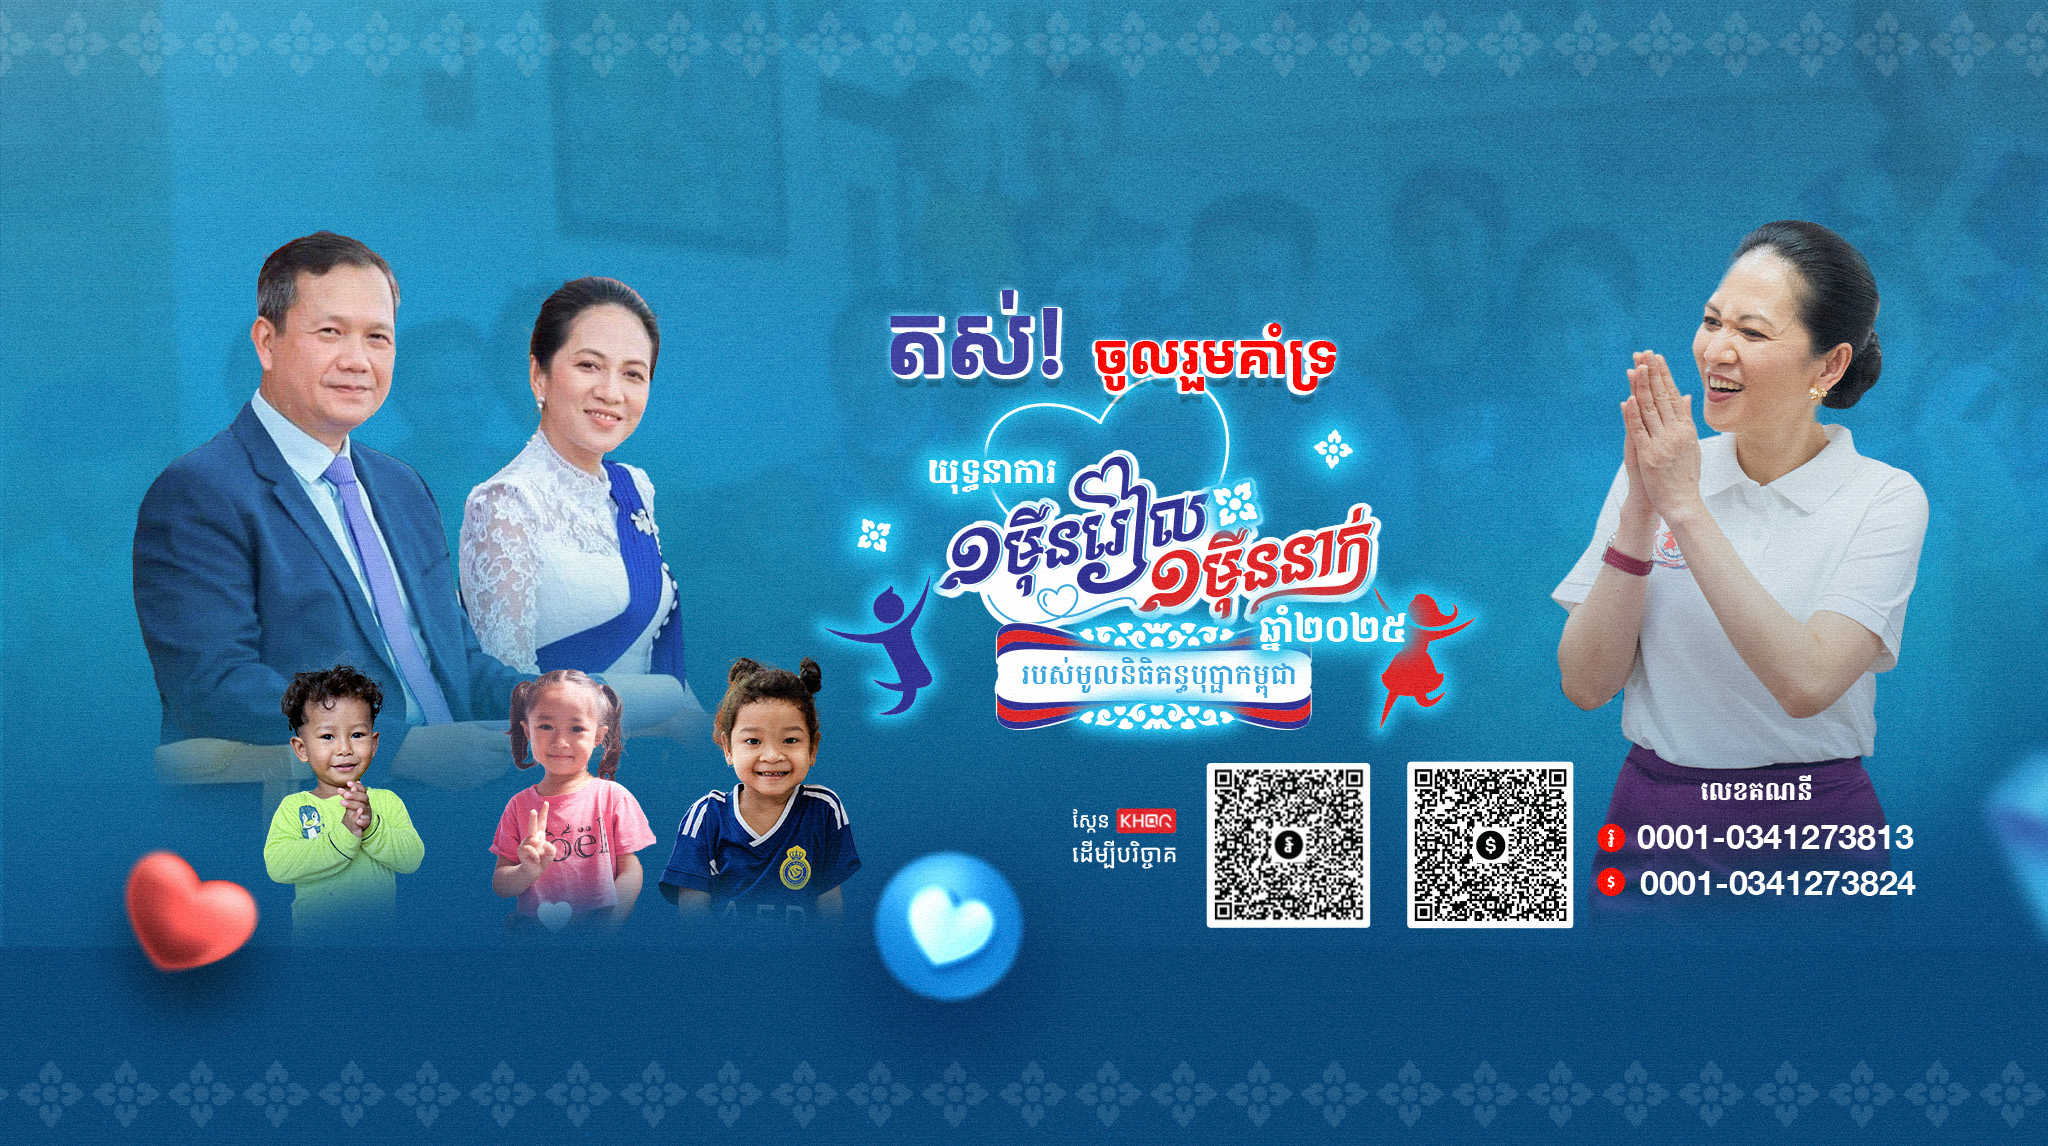 តស់! ចូលរួមគាំទ្រ
យុទ្ធនាការ
១ម៉ឺនរៀល
១ម៉ឺននាក់
ឆ្នាំ២០២៥
របស់មូលនិធិគន្ធបុប្ផាកម្ពុជា
ស្កែន KHQR
ដើម្បីបរិច្ចាគ
លេខគណនី
៛ 0001-0341273813
$ 0001-0341273824